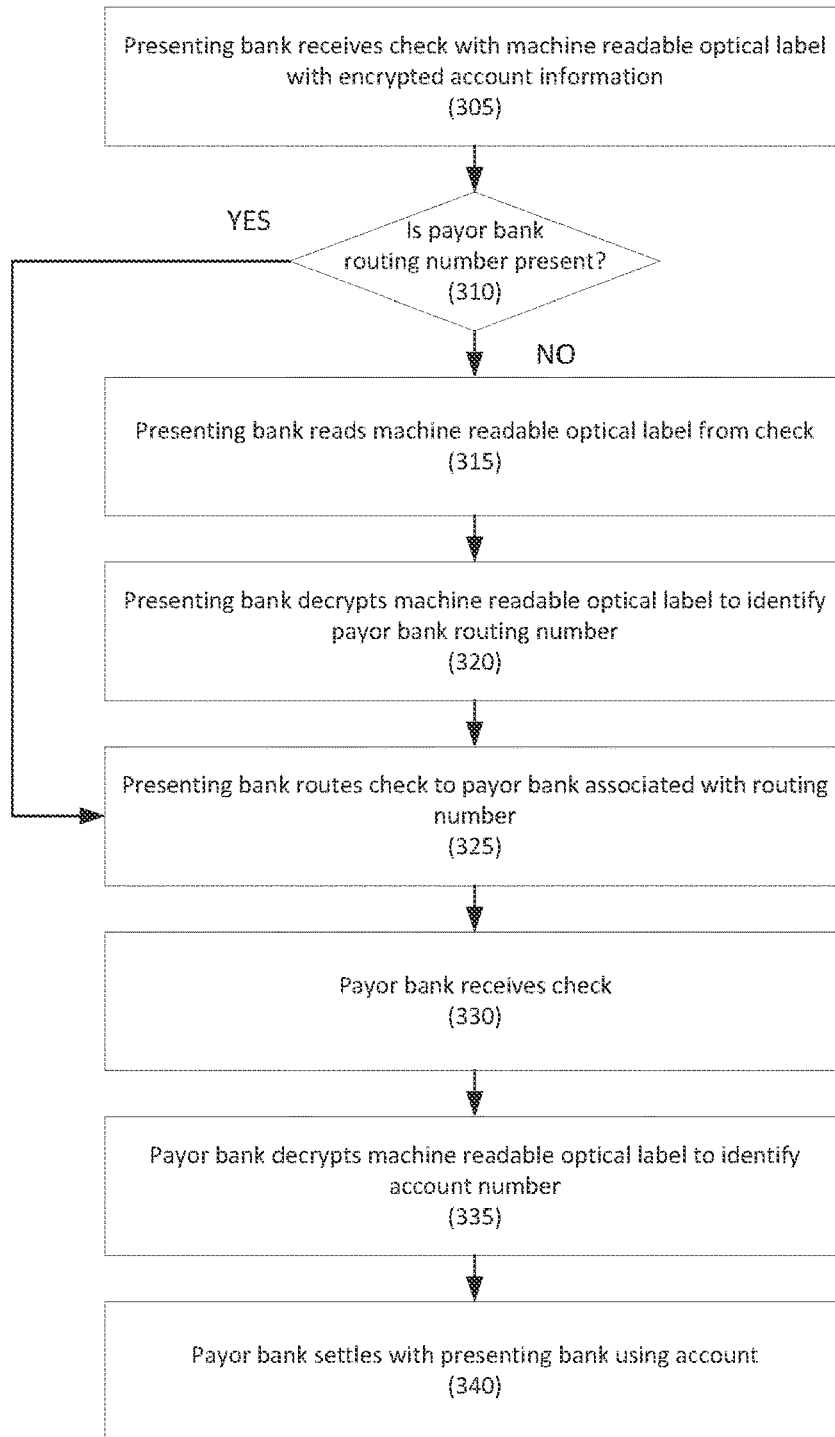 Presenting bank receives check with machine readable optical label
with encrypted account information
(305)
YES
Is payor bank
routing number present?
(310)
NO
Presenting bank reads machine readable optical label from check
(315)
Presenting bank decrypts machine readable optical label to identify
payor bank routing number
(320)
Presenting bank routes check to payor bank associated with routing
number
(325)
Payor bank receives check
(330)
Payor bank decrypts machine readable optical label to identify
account number
(335)
Payor bank settles with presenting bank using account
(340)